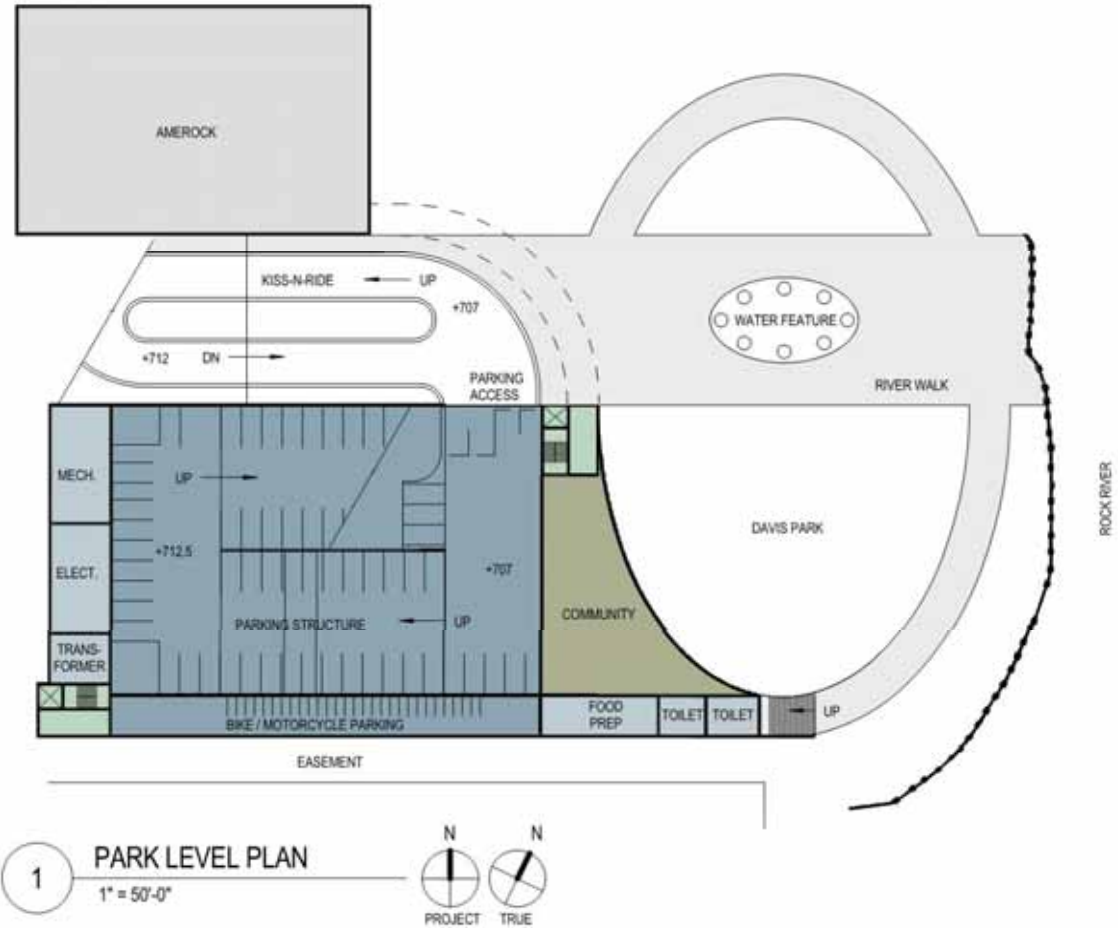 AMEROCK
KISS-N-RIDE
UP
+707
+712
DN
PARKING
ACCESS
WATER FEATURE
RIVER WALK
MECH.
UP
+712.5
ELECT.
+707
DAVIS PARK
ROCK RIVER
COMMUNITY
PARKING STRUCTURE
UP
TRANS-
FORMER
BIKE / MOTORCYCLE PARKING
FOOD
PREP
TOILET
TOILET
UP
EASEMENT
1
PARK LEVEL PLAN
1" = 50'-0"
N
N
PROJECT
TRUE